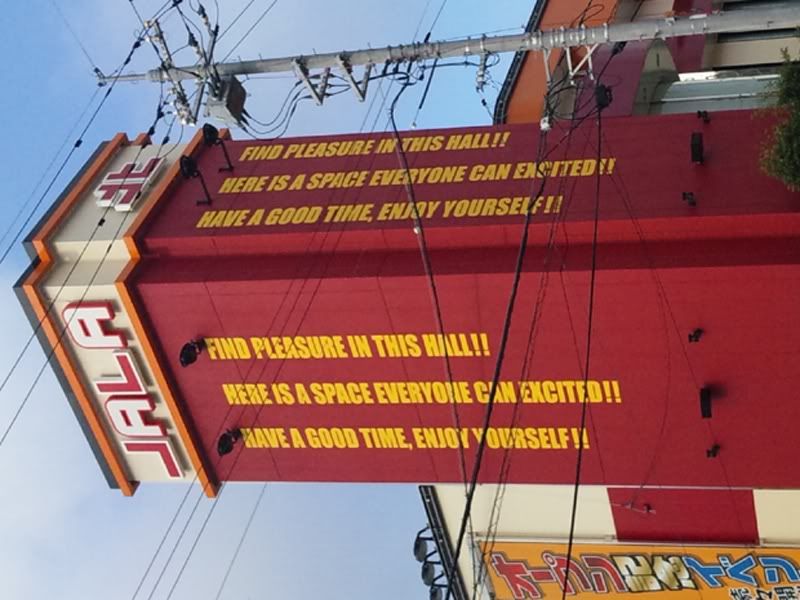 JALA
FIND PLEASURE IN THIS HALL!!
HERE IS A SPACE EVERYONE CAN EXCITED!!
HAVE A GOOD TIME, ENJOY YOURSELF!!
FIND PLEASURE IN THIS HALL!!
HERE IS A SPACE EVERYONE CAN EXCITED!!
HAVE A GOOD TIME, ENJOY YOURSELF!!